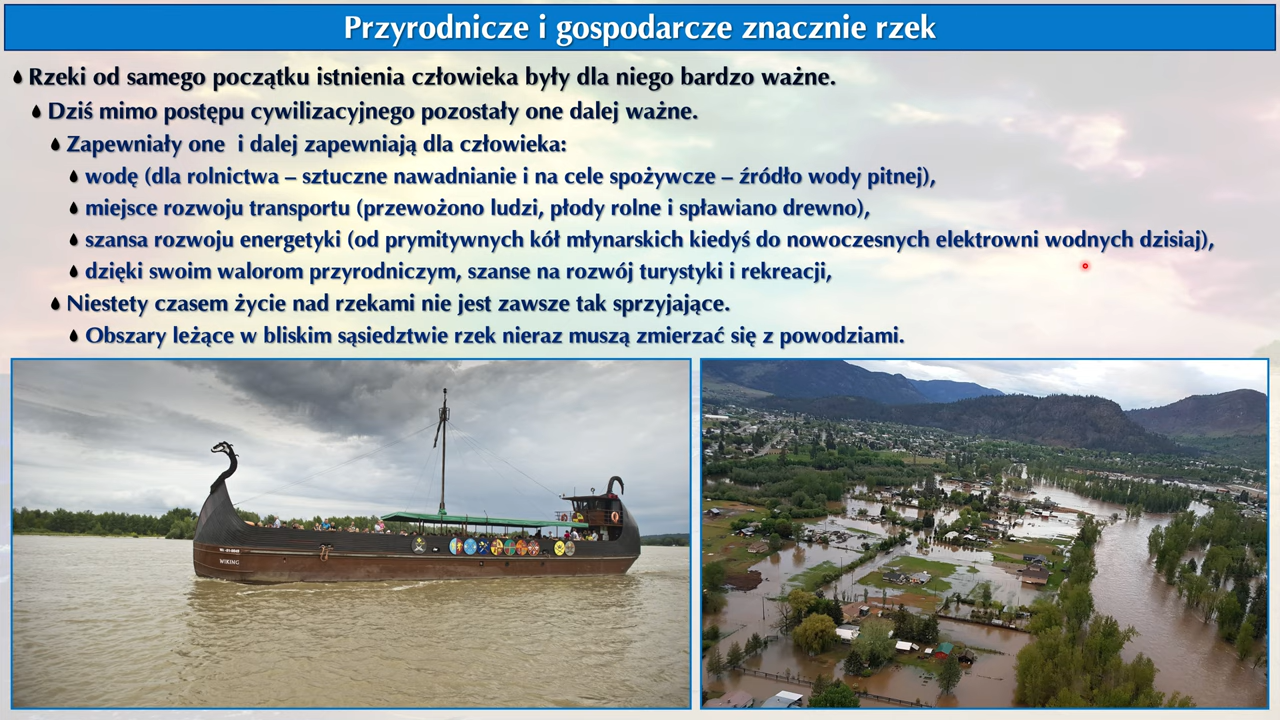 Przyrodnicze i gospodarcze znacznie rzek
Rzeki od samego początku istnienia człowieka były dla niego bardzo ważne.
Dziś mimo postępu cywilizacyjnego pozostały one dalej ważne.
Zapewniały one i dalej zapewniają dla człowieka:
wodę (dla rolnictwa – sztuczne nawadnianie i na cele spożywcze – źródło wody pitnej),
miejsce rozwoju transportu (przewożono ludzi, płody rolne i spławiano drewno),
szansa rozwoju energetyki (od prymitywnych kół młynarskich kiedyś do nowoczesnych elektrowni wodnych dzisiaj),
dzięki swoim walorom przyrodniczym, szanse na rozwój turystyki i rekreacji,
Niestety czasem życie nad rzekami nie jest zawsze tak sprzyjające.
Obszary leżące w bliskim sąsiedztwie rzek nieraz muszą zmierzać się z powodziami.
WIKING